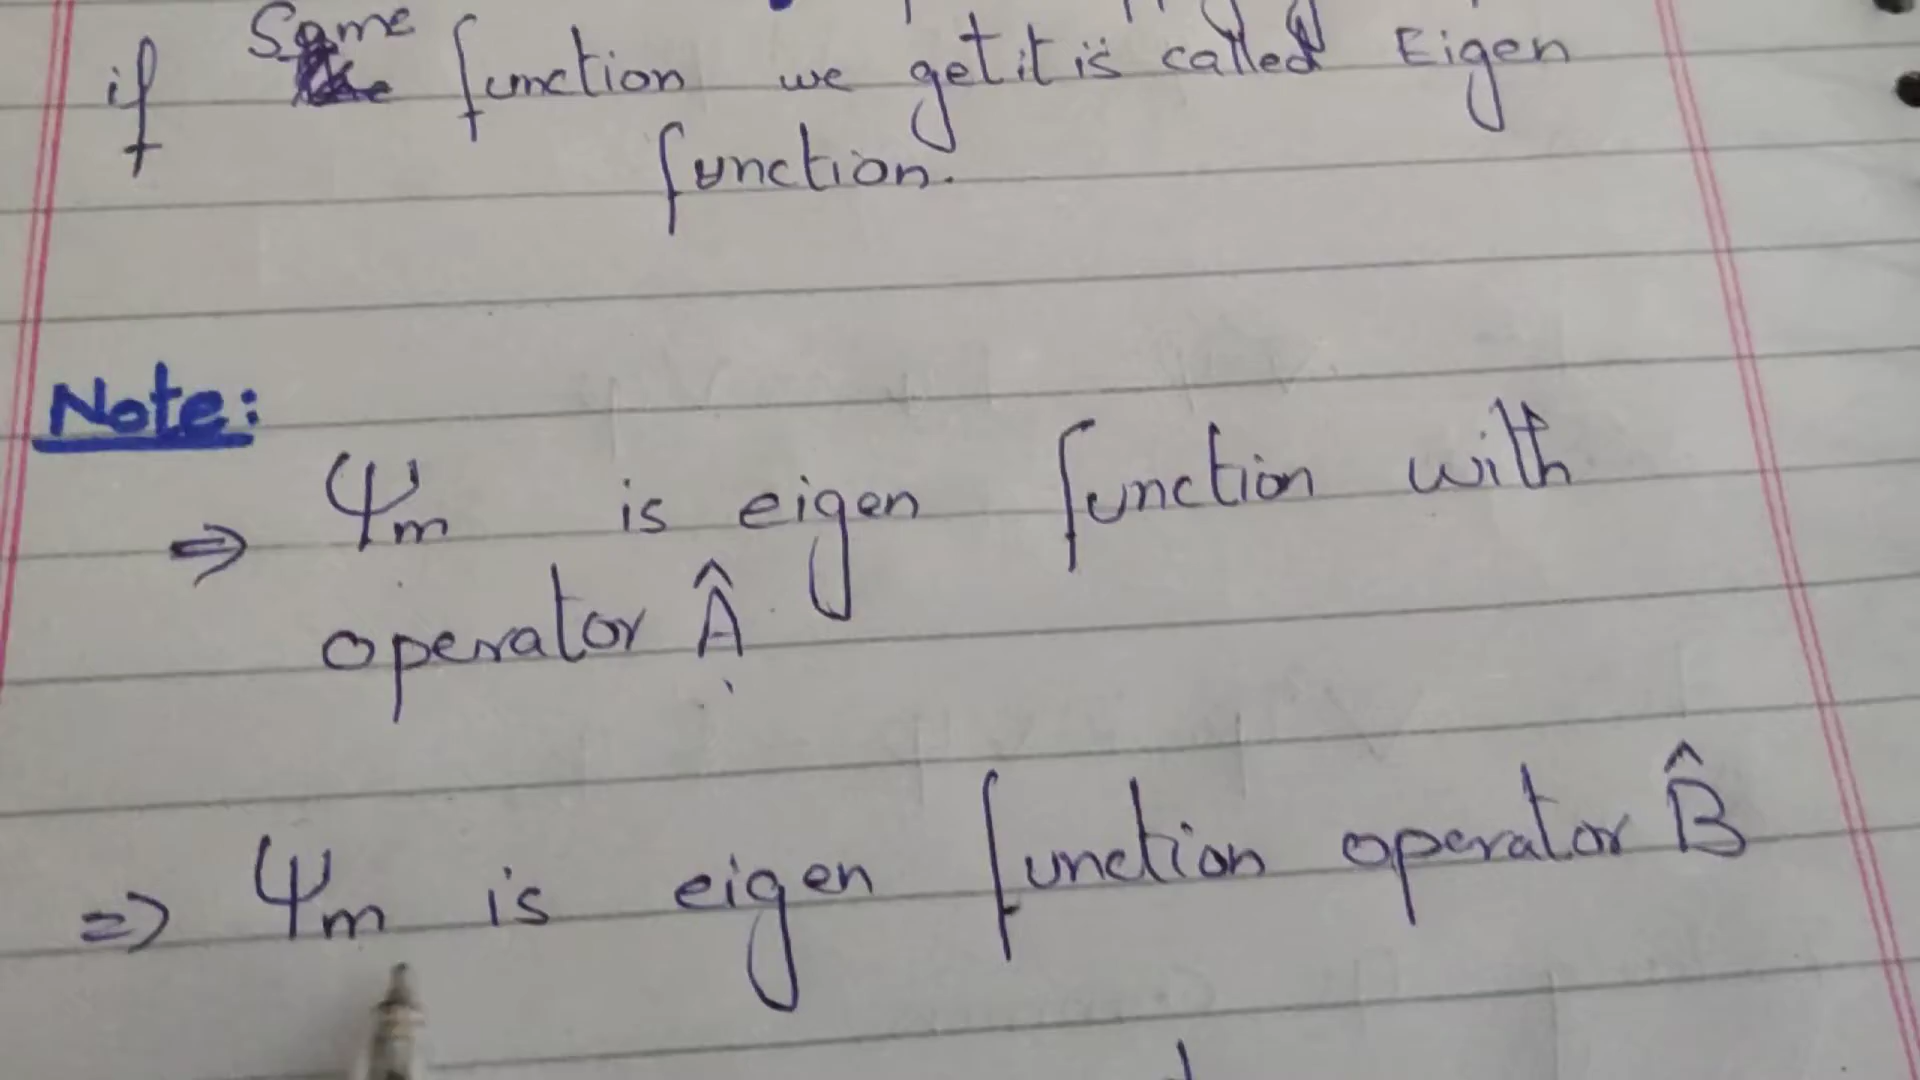 Same
if function we get it is called Eigen
function.
Note:
⇒ Ψm is eigen function with
operator Â
⇒ Ψm is eigen function operator B̂